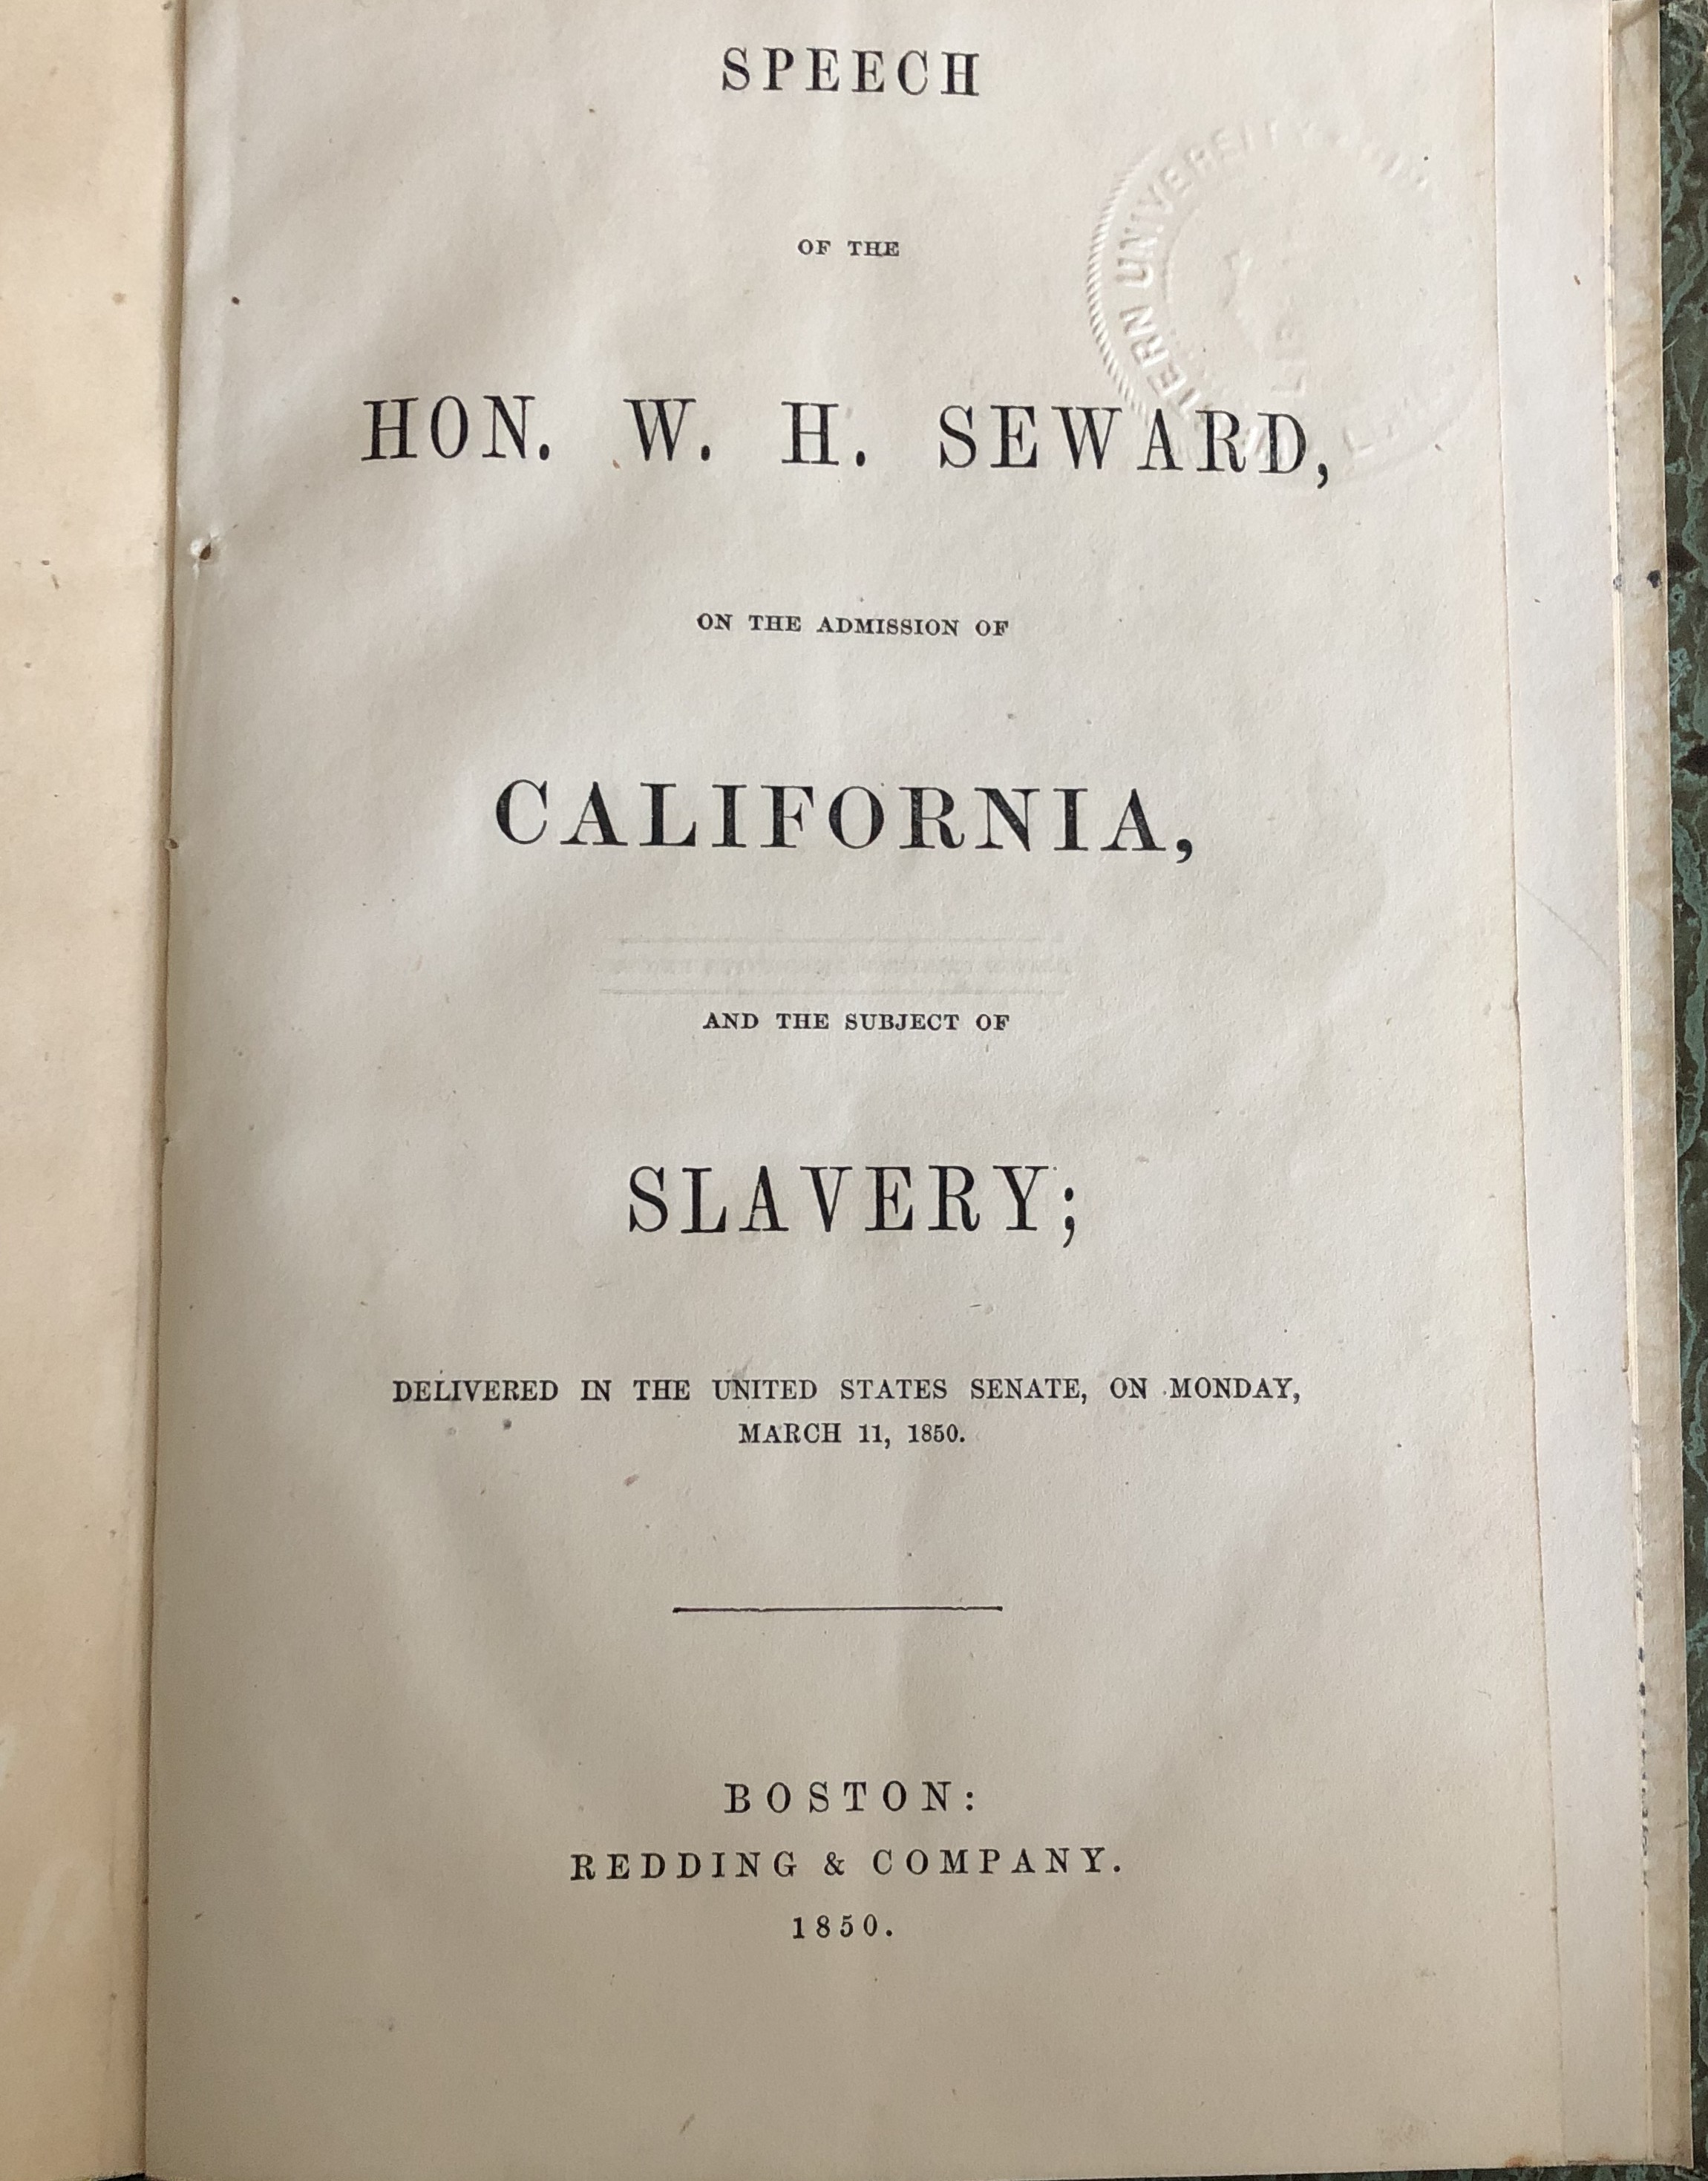 SPEECH
OF THE
HON. W. H. SEWARD,
ON THE ADMISSION OF
CALIFORNIA,
AND THE SUBJECT OF
SLAVERY;
DELIVERED IN THE UNITED STATES SENATE, ON MONDAY,
MARCH 11, 1850.
BOSTON:
REDDING & COMPANY.
1850.
UNIVERSITY